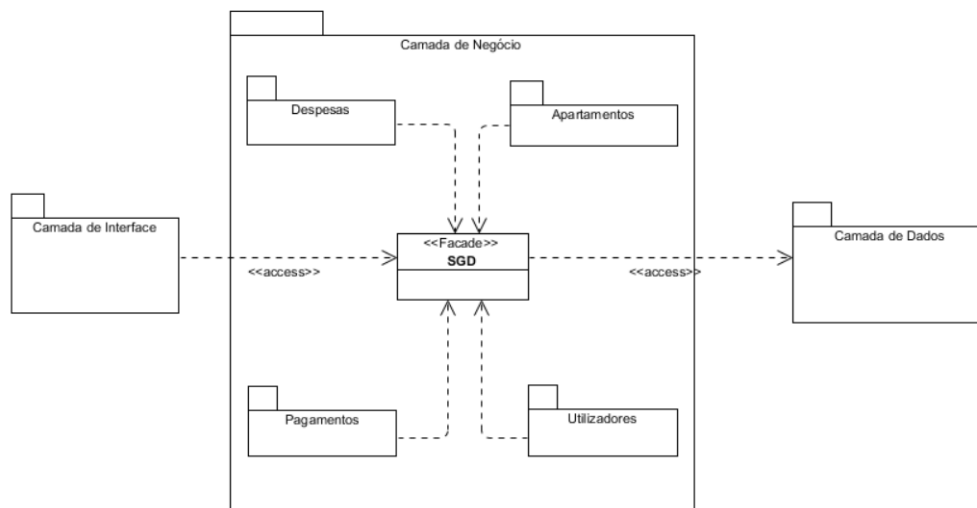 Camada de Negócio
Despesas
Apartamentos
Camada de Interface
<<Facade>>
SGD
Camada de Dados
<<access>>
<<access>>
Pagamentos
Utilizadores